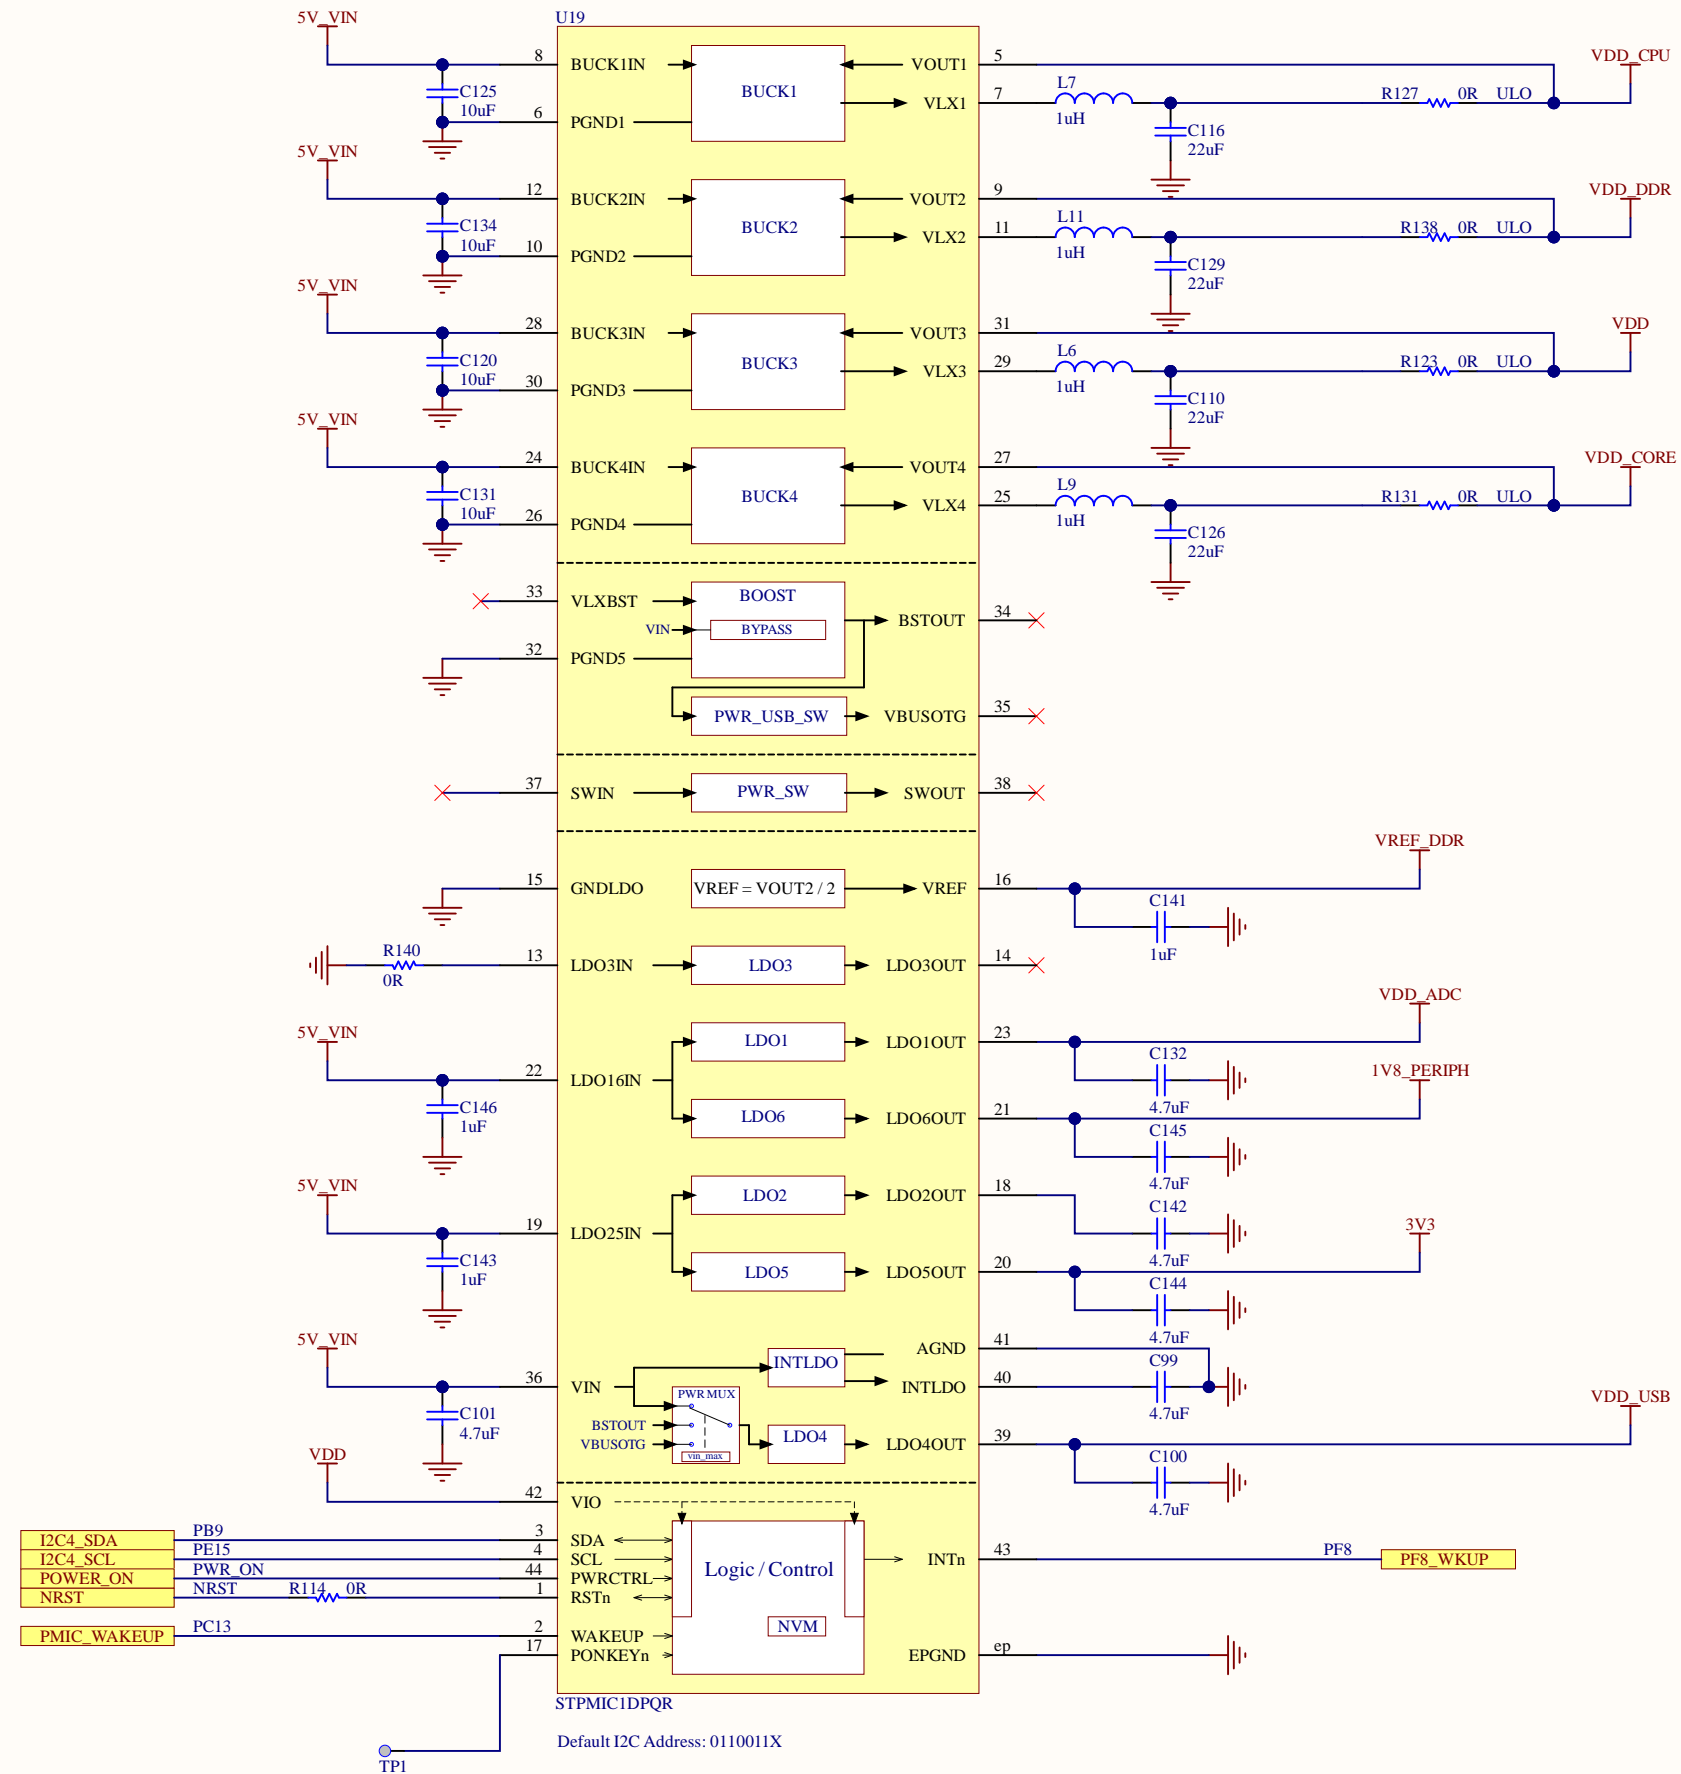 5V_VIN
U19
8 BUCK1IN BUCK1 VOUT1 5
VDD_CPU
C125
10uF
VLX1 7
L7
1uH
R127 0R ULO
6 PGND1
C116
22uF
5V_VIN
12 BUCK2IN BUCK2 VOUT2 9
VDD_DDR
C134
10uF
VLX2 11
L11
1uH
R138 0R ULO
10 PGND2
C129
22uF
5V_VIN
28 BUCK3IN BUCK3 VOUT3 31
VDD
C120
10uF
VLX3 29
L6
1uH
R123 0R ULO
30 PGND3
C110
22uF
5V_VIN
24 BUCK4IN BUCK4 VOUT4 27
VDD_CORE
C131
10uF
VLX4 25
L9
1uH
R131 0R ULO
26 PGND4
C126
22uF
33 VLXBST BOOST
VIN BYPASS
BSTOUT 34
32 PGND5
PWR_USB_SW VBUSOTG 35
37 SWIN PWR_SW SWOUT 38
VREF_DDR
15 GNDLDO VREF = VOUT2 / 2 VREF 16
C141
1uF
R140
0R
13 LDO3IN LDO3 LDO3OUT 14
VDD_ADC
5V_VIN
LDO1 LDO1OUT 23
C132
4.7uF
22 LDO16IN
1V8_PERIPH
C146
1uF
LDO6 LDO6OUT 21
C145
4.7uF
5V_VIN
LDO2 LDO2OUT 18
C142
4.7uF
19 LDO25IN
3V3
C143
1uF
LDO5 LDO5OUT 20
C144
4.7uF
5V_VIN
AGND 41
INTLDO
C99
4.7uF
36 VIN INTLDO 40
PWR MUX
VDD_USB
C101
4.7uF
BSTOUT
VBUSOTG
vin_max
LDO4 LDO4OUT 39
C100
4.7uF
VDD
42 VIO
I2C4_SDA PB9 3 SDA
I2C4_SCL PE15 4 SCL
POWER_ON PWR_ON 44 PWRCTRL
NRST NRST R114 0R 1 RSTn
Logic / Control
INTn 43 PF8 PF8_WKUP
NVM
PMIC_WAKEUP PC13 2 WAKEUP
17 PONKEYn
EPGND ep
STPMIC1DPQR
Default I2C Address: 0110011X
TP1